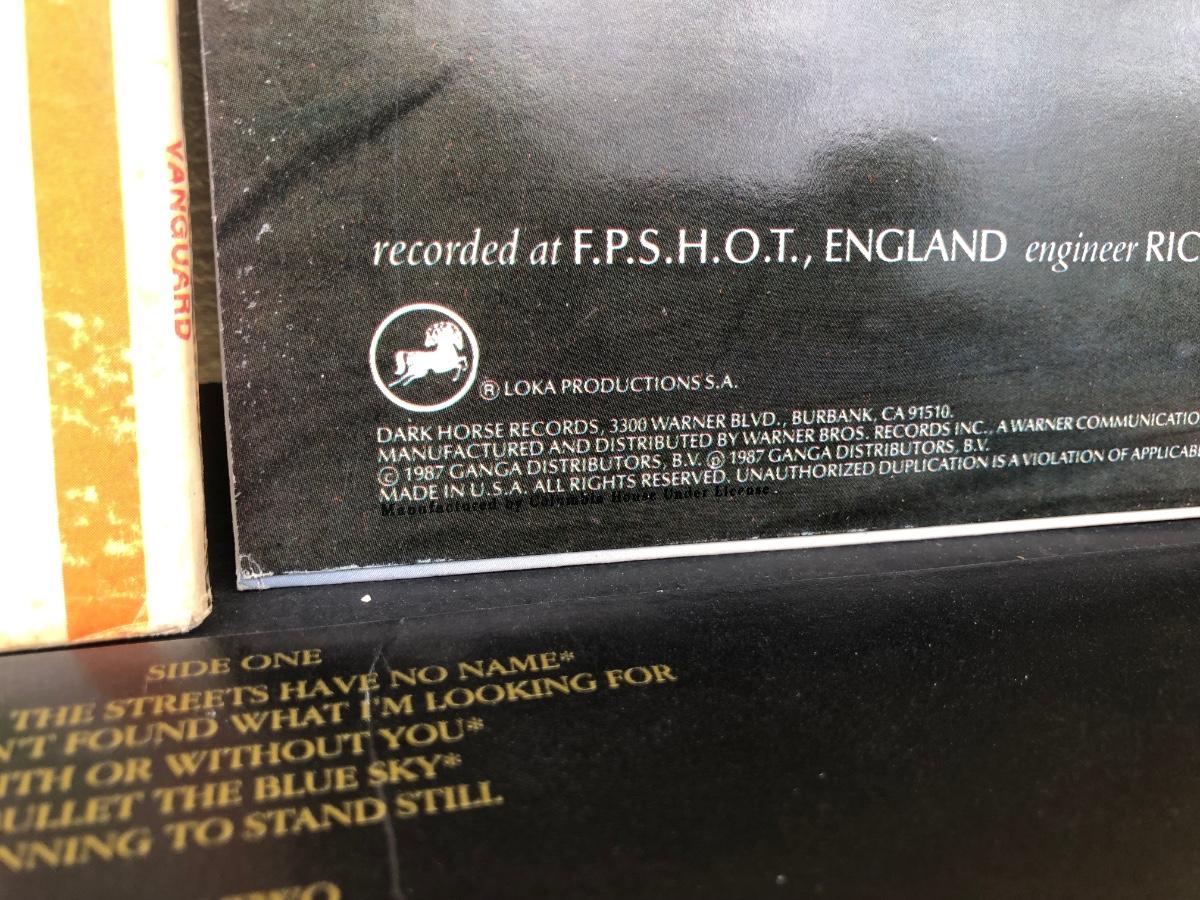 VANGUARD
recorded at F.P.S.H.O.T., ENGLAND engineer RIC
Ⓡ LOKA PRODUCTIONS S.A.
DARK HORSE RECORDS, 3300 WARNER BLVD., BURBANK, CA 91510.
MANUFACTURED AND DISTRIBUTED BY WARNER BROS. RECORDS INC., A WARNER COMMUNICATIO
© 1987 GANGA DISTRIBUTORS, B.V. ℗ 1987 GANGA DISTRIBUTORS, B.V.
MADE IN U.S.A. ALL RIGHTS RESERVED. UNAUTHORIZED DUPLICATION IS A VIOLATION OF APPLICABL
Manufactured by Columbia House Under License
SIDE ONE
THE STREETS HAVE NO NAME*
N'T FOUND WHAT I'M LOOKING FOR
ITH OR WITHOUT YOU*
ULLET THE BLUE SKY*
NNING TO STAND STILL
TWO